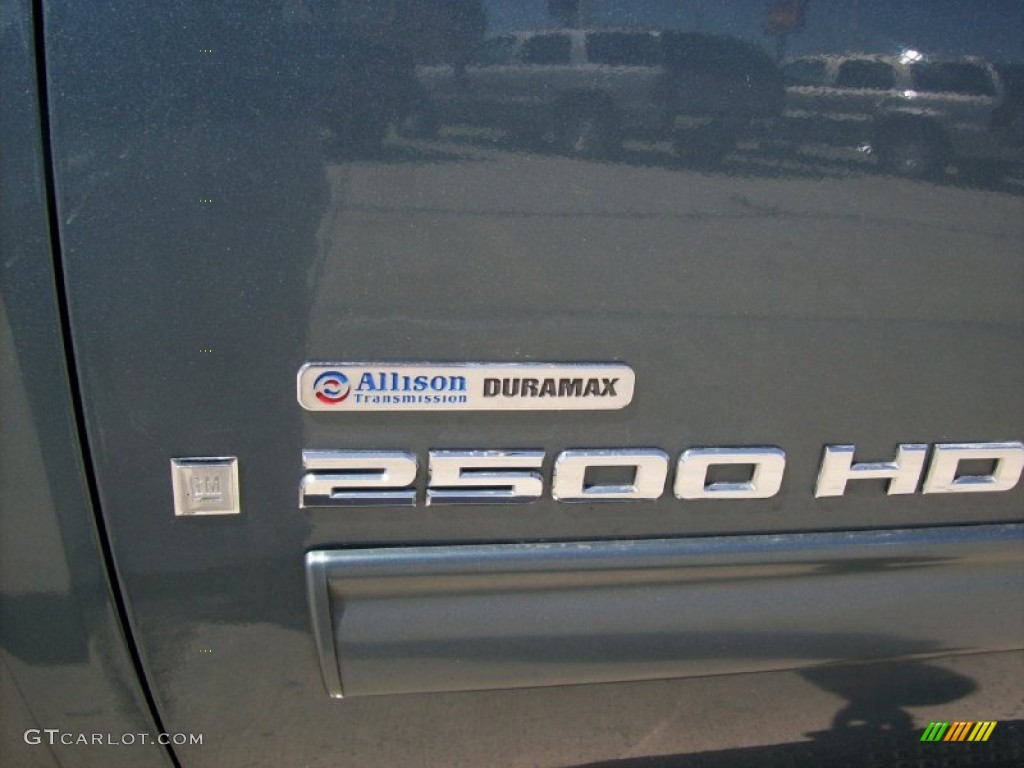 Allison DURAMAX
Transmission
GM
2500 HD
GTCARLOT.COM